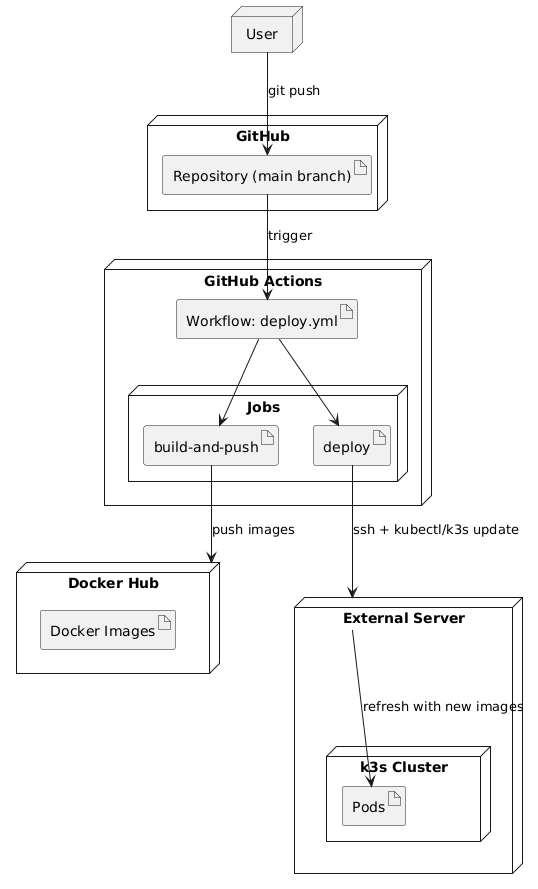 User
git push
GitHub
Repository (main branch)
trigger
GitHub Actions
Workflow: deploy.yml
Jobs
build-and-push
deploy
push images
ssh + kubectl/k3s update
Docker Hub
Docker Images
External Server
refresh with new images
k3s Cluster
Pods